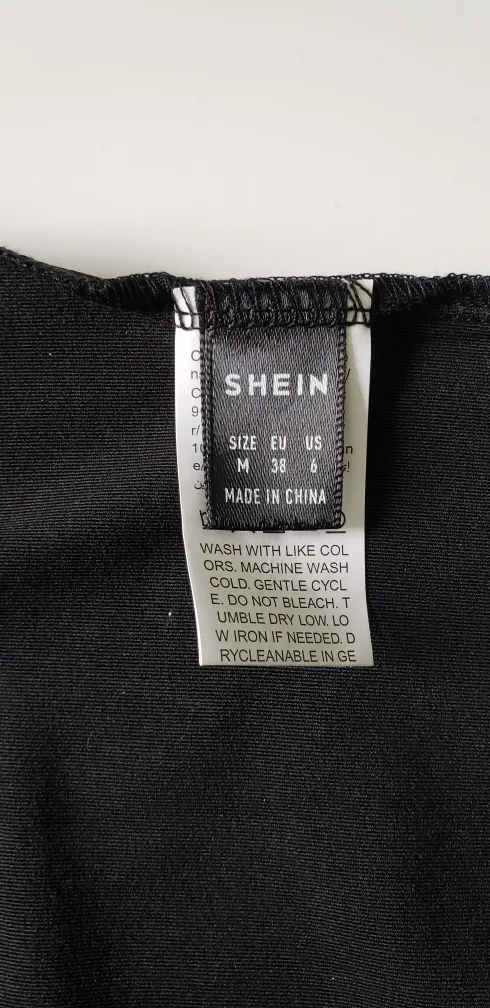 SHEIN
SIZE EU US
M 38 6
MADE IN CHINA
WASH WITH LIKE COL
ORS. MACHINE WASH
COLD. GENTLE CYCL
E. DO NOT BLEACH. T
UMBLE DRY LOW. LO
W IRON IF NEEDED. D
RYCLEANABLE IN GE